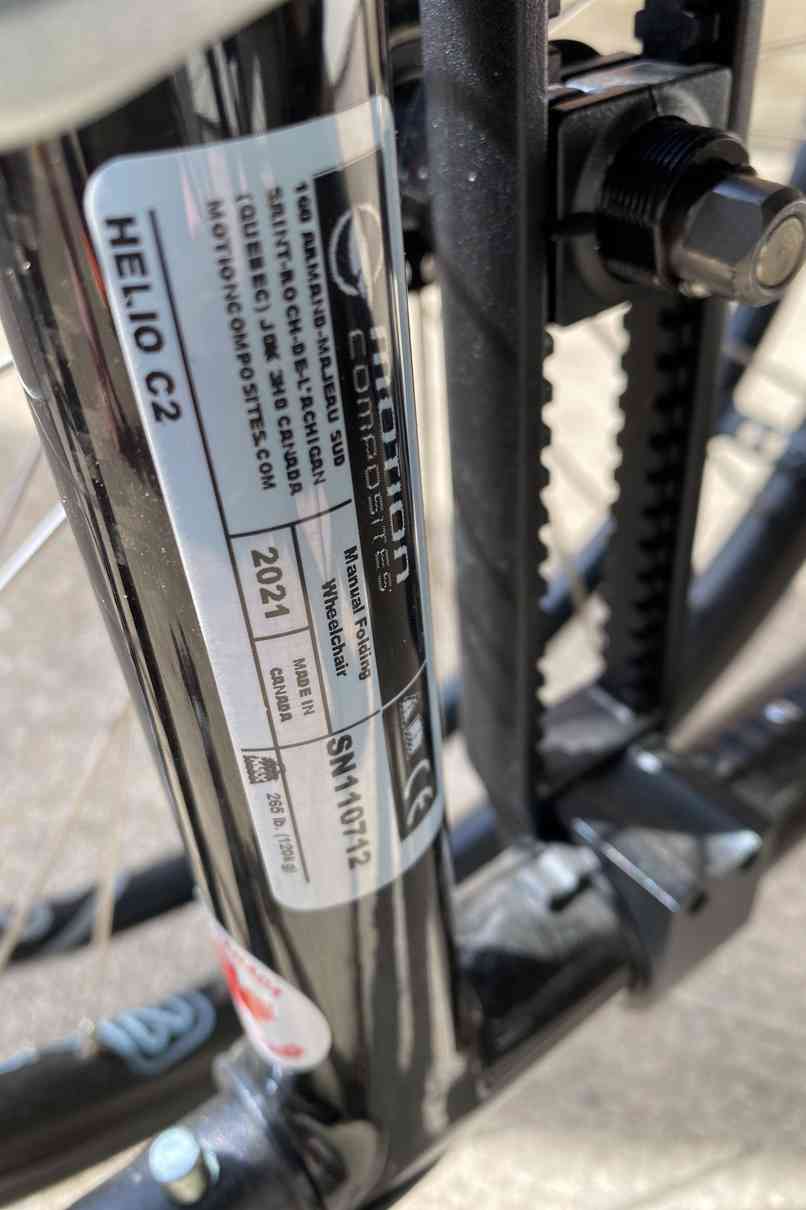 motion
COMPOSITES
160 ARMAND-MAJEAU SUD
SAINT-ROCH-DE-L'ACHIGAN
(QUEBEC) J0K 3H0 CANADA
MOTIONCOMPOSITES.COM
HELIO C2
Manual Folding
Wheelchair
2021
MADE IN
CANADA
CE
SN110712
265 lb. (120kg)